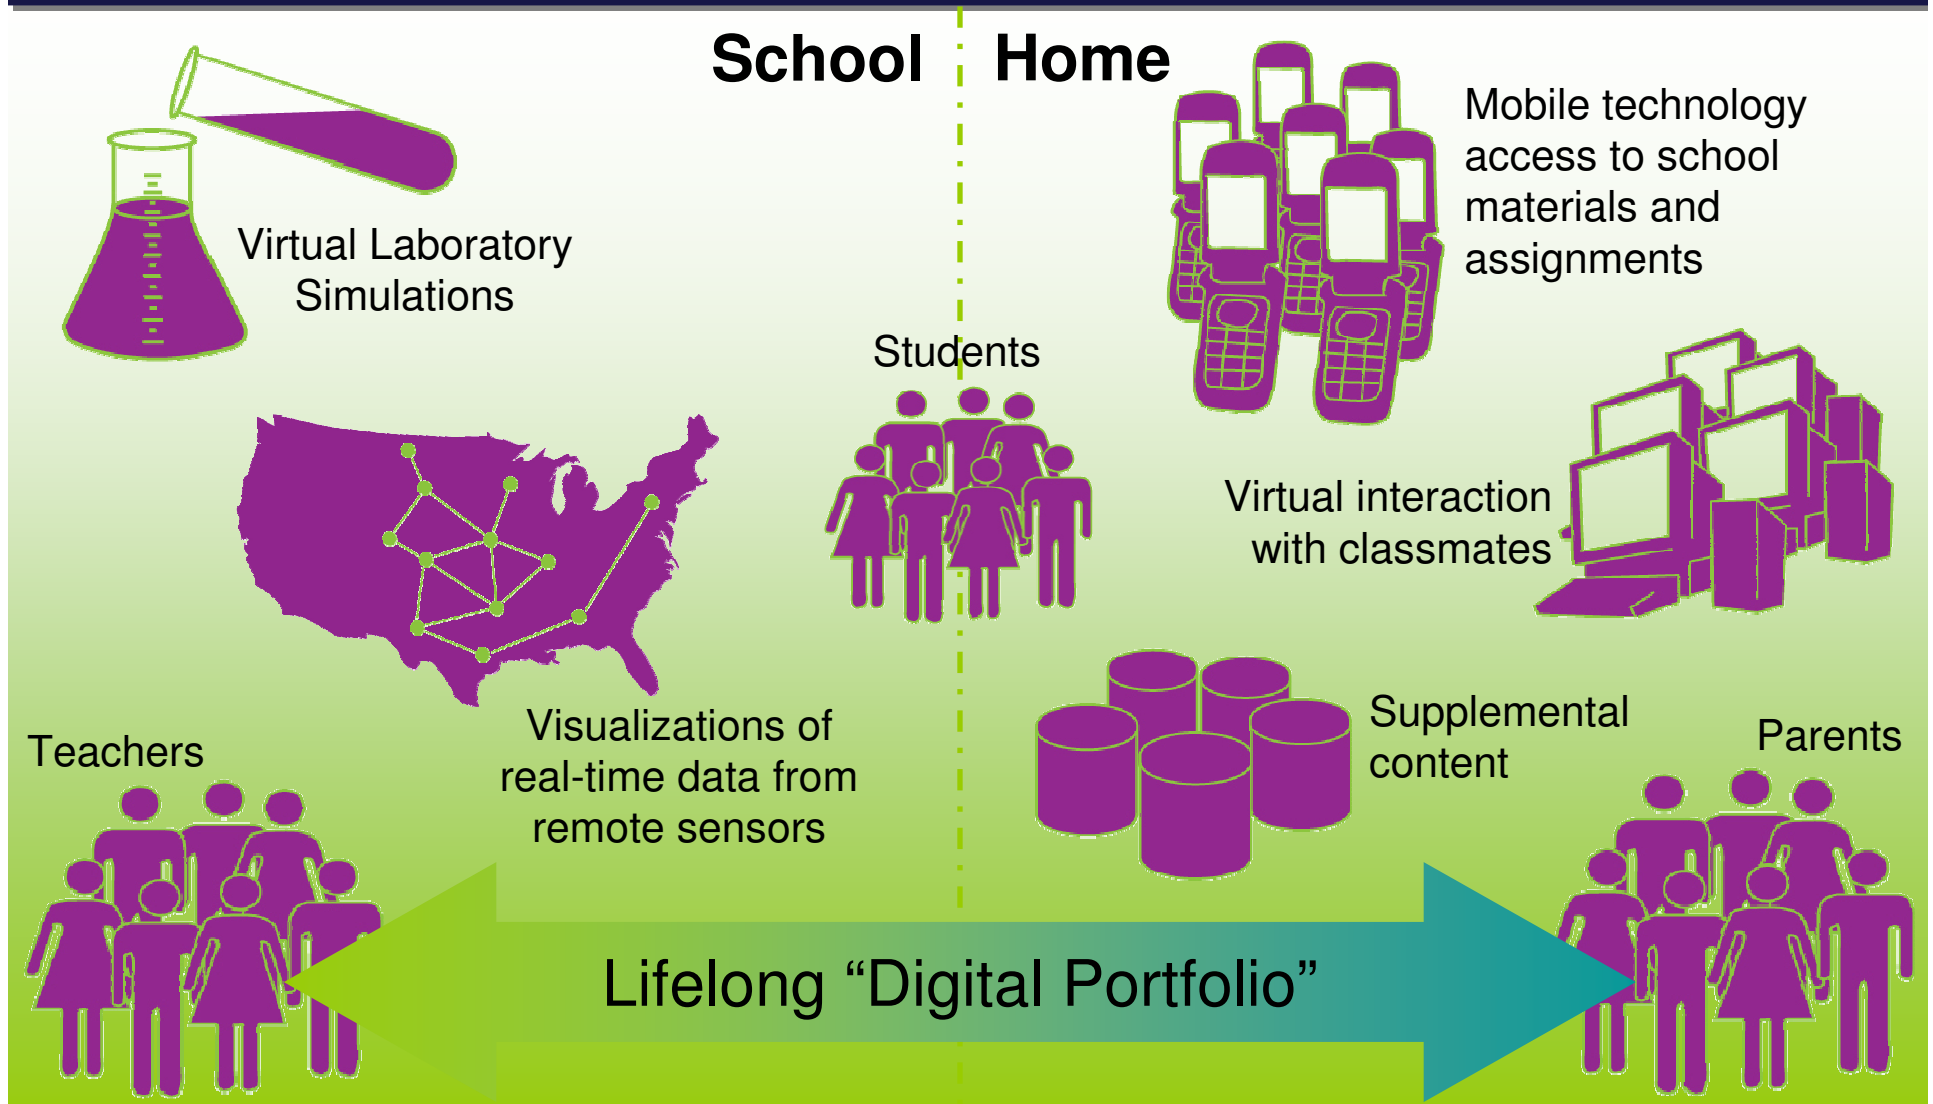 School
Home
Virtual Laboratory
Simulations
Mobile technology
access to school
materials and
assignments
Students
Virtual interaction
with classmates
Teachers
Visualizations of
real-time data from
remote sensors
Supplemental
content
Parents
Lifelong “Digital Portfolio”